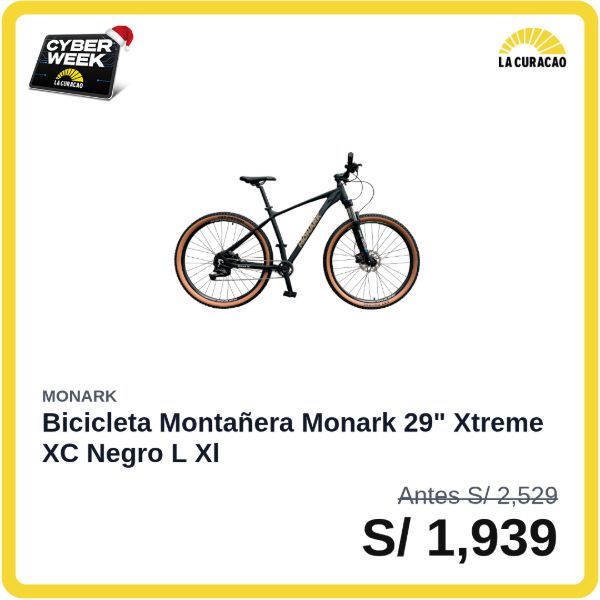 CYBER
WEEK
LA CURACAO
LA CURACAO
MONARK
MONARK
Bicicleta Montañera Monark 29" Xtreme
XC Negro L Xl
Antes S/ 2,529
S/ 1,939